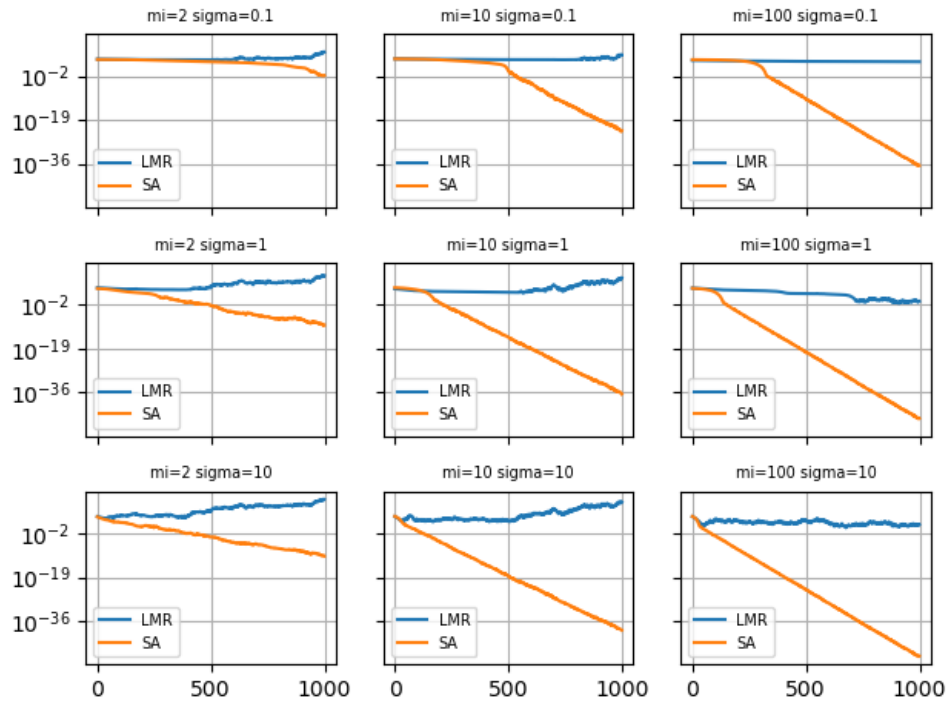 mi=2 sigma=0.1
mi=10 sigma=0.1
mi=100 sigma=0.1
10⁻²
10⁻¹⁹
10⁻³⁶
LMR
SA
LMR
SA
LMR
SA
mi=2 sigma=1
mi=10 sigma=1
mi=100 sigma=1
10⁻²
10⁻¹⁹
10⁻³⁶
LMR
SA
LMR
SA
LMR
SA
mi=2 sigma=10
mi=10 sigma=10
mi=100 sigma=10
10⁻²
10⁻¹⁹
10⁻³⁶
LMR
SA
LMR
SA
LMR
SA
0 500 1000
0 500 1000
0 500 1000